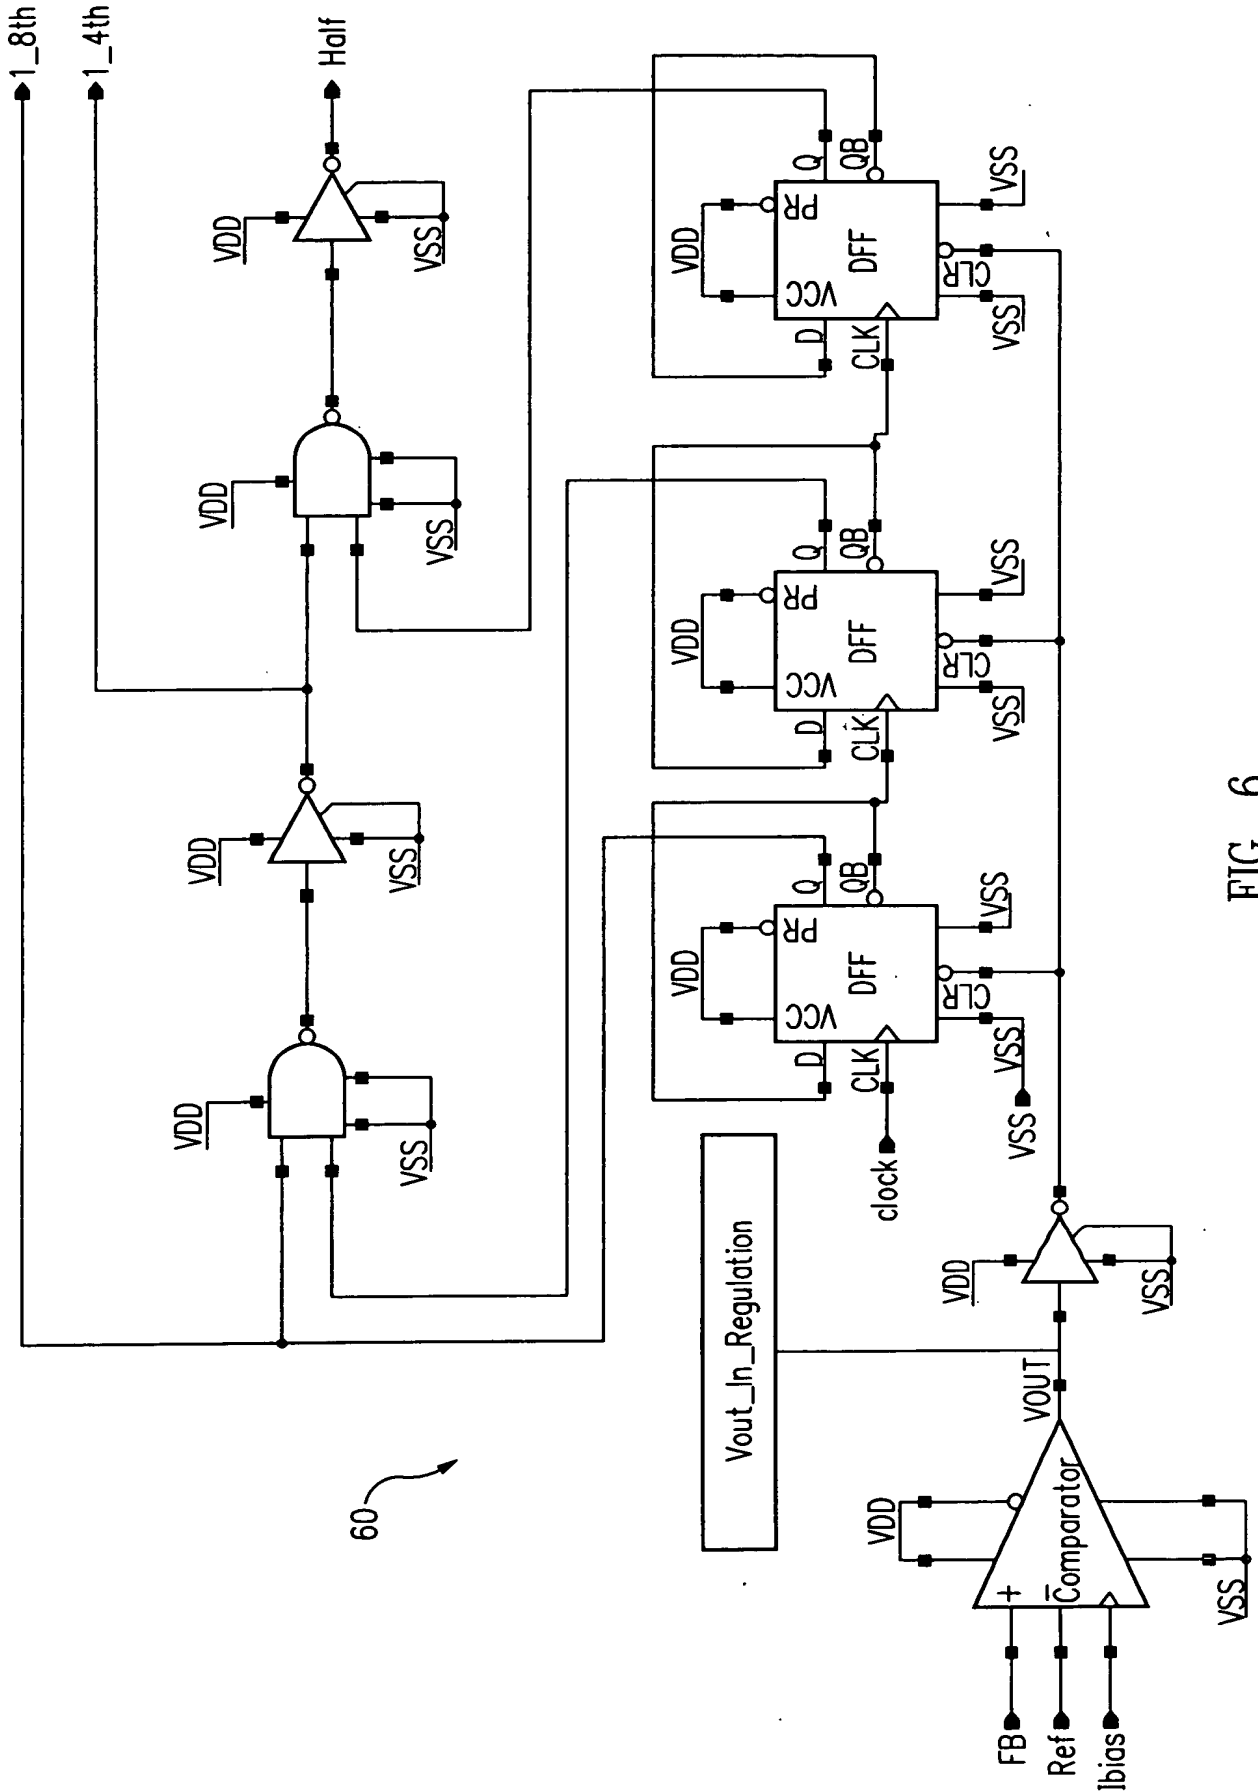 1_8th
1_4th
Half
VDD
VSS
VDD
VSS
VDD
VSS
VDD
VSS
60
Vout_In_Regulation
VDD
VCC
PR
D
Q
DFF
CLK
QB
CLR
VSS
VSS
VSS
clock
VDD
VCC
PR
D
Q
DFF
CLK
QB
CLR
VSS
VSS
VDD
VCC
PR
D
Q
DFF
CLK
QB
CLR
VSS
VSS
VDD
VSS
VDD
+
−
Comparator
VOUT
VSS
FB
Ref
Ibias
FIG. 6